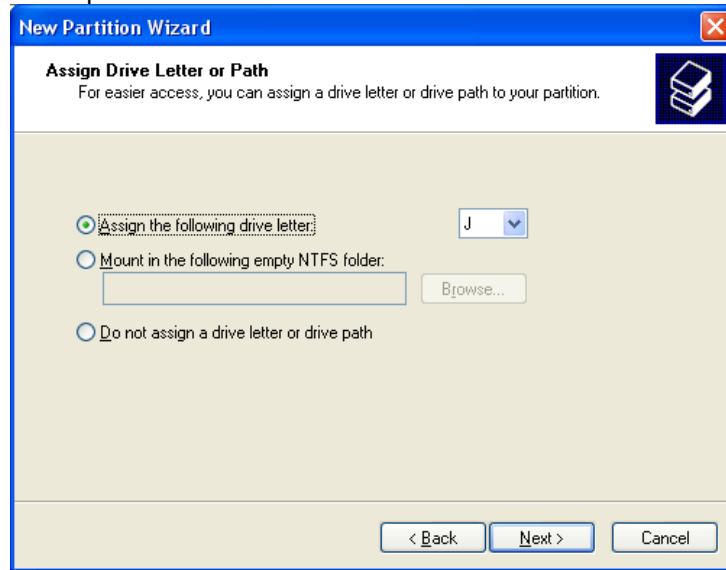 New Partition Wizard
Assign Drive Letter or Path
For easier access, you can assign a drive letter or drive path to your partition.
Assign the following drive letter: J
Mount in the following empty NTFS folder:
Browse...
Do not assign a drive letter or drive path
< Back Next > Cancel